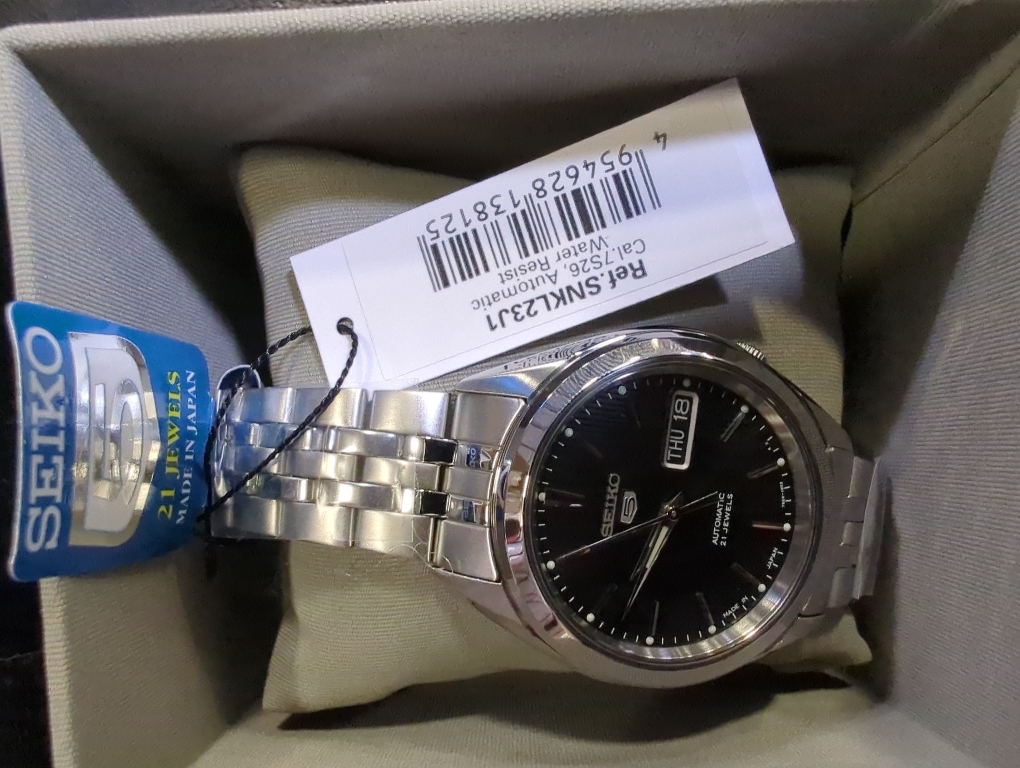 SEIKO
5
21 JEWELS
MADE IN JAPAN
Ref.SNKL23J1
Cal.7S26, Automatic
Water Resist
4 954628 138125
SEIKO
5
THU 18
AUTOMATIC
21 JEWELS
MADE IN JAPAN